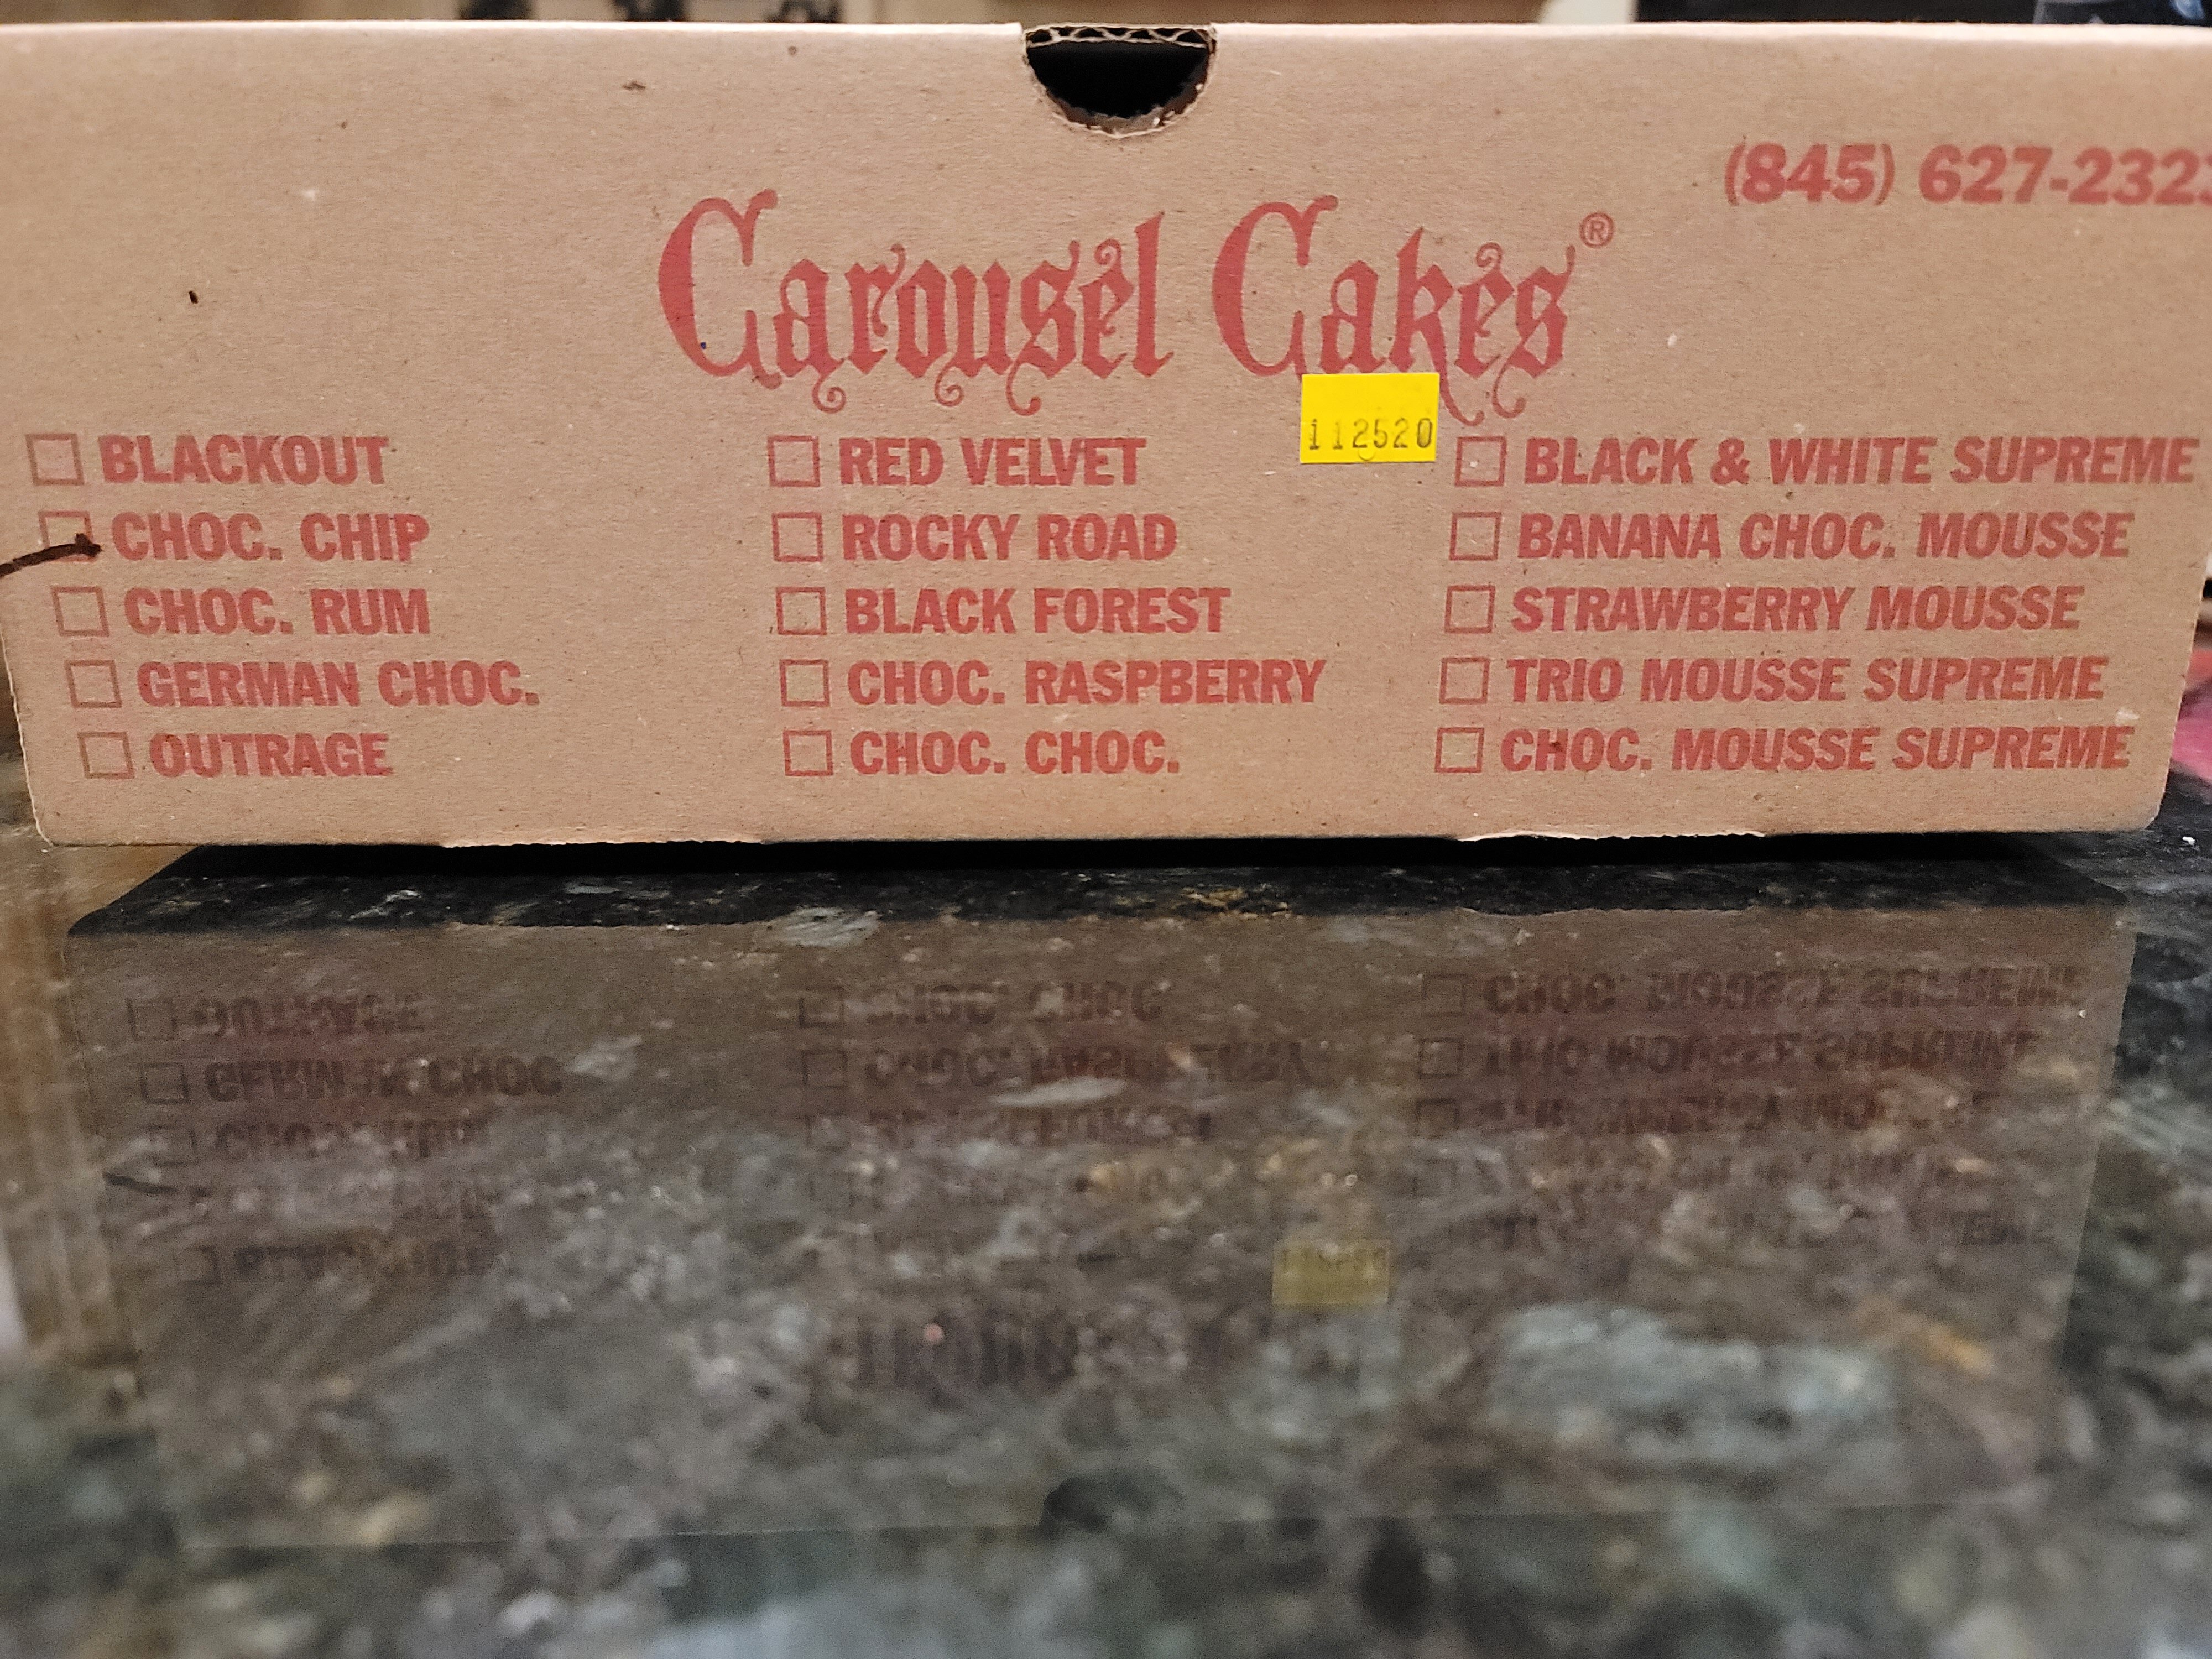 (845) 627-232
Carousel Cakes®
112520
BLACKOUT
CHOC. CHIP
CHOC. RUM
GERMAN CHOC.
OUTRAGE
RED VELVET
ROCKY ROAD
BLACK FOREST
CHOC. RASPBERRY
CHOC. CHOC.
BLACK & WHITE SUPREME
BANANA CHOC. MOUSSE
STRAWBERRY MOUSSE
TRIO MOUSSE SUPREME
CHOC. MOUSSE SUPREME